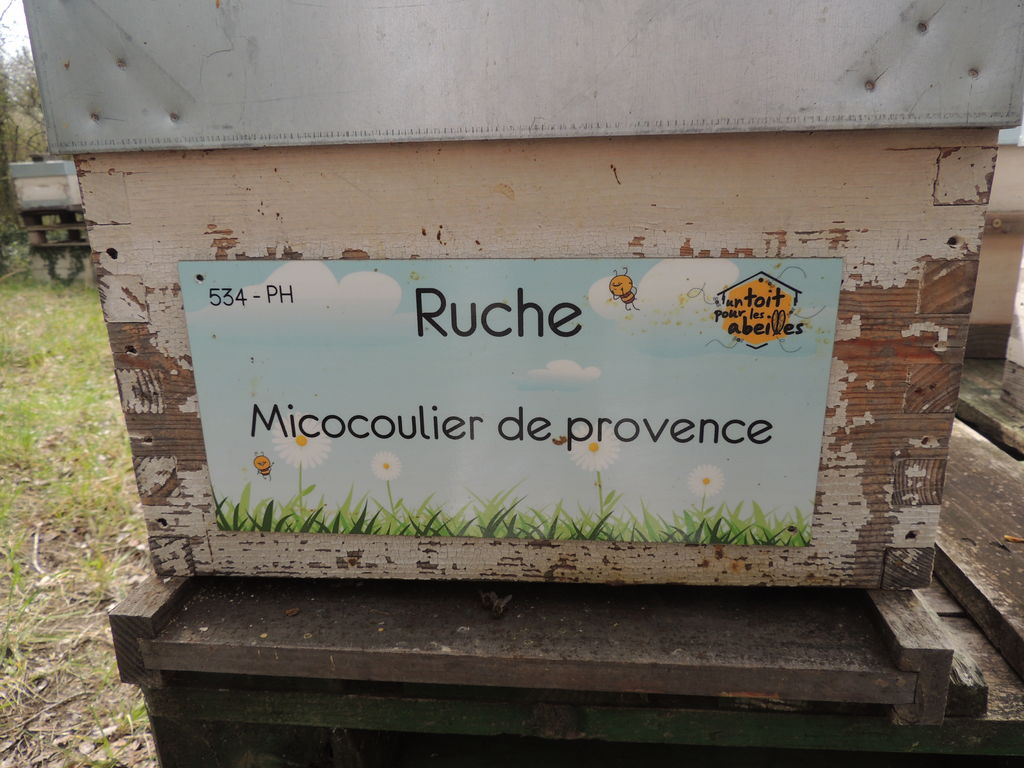 534 - PH
Ruche
un toit
pour les
abeilles
Micocoulier de provence